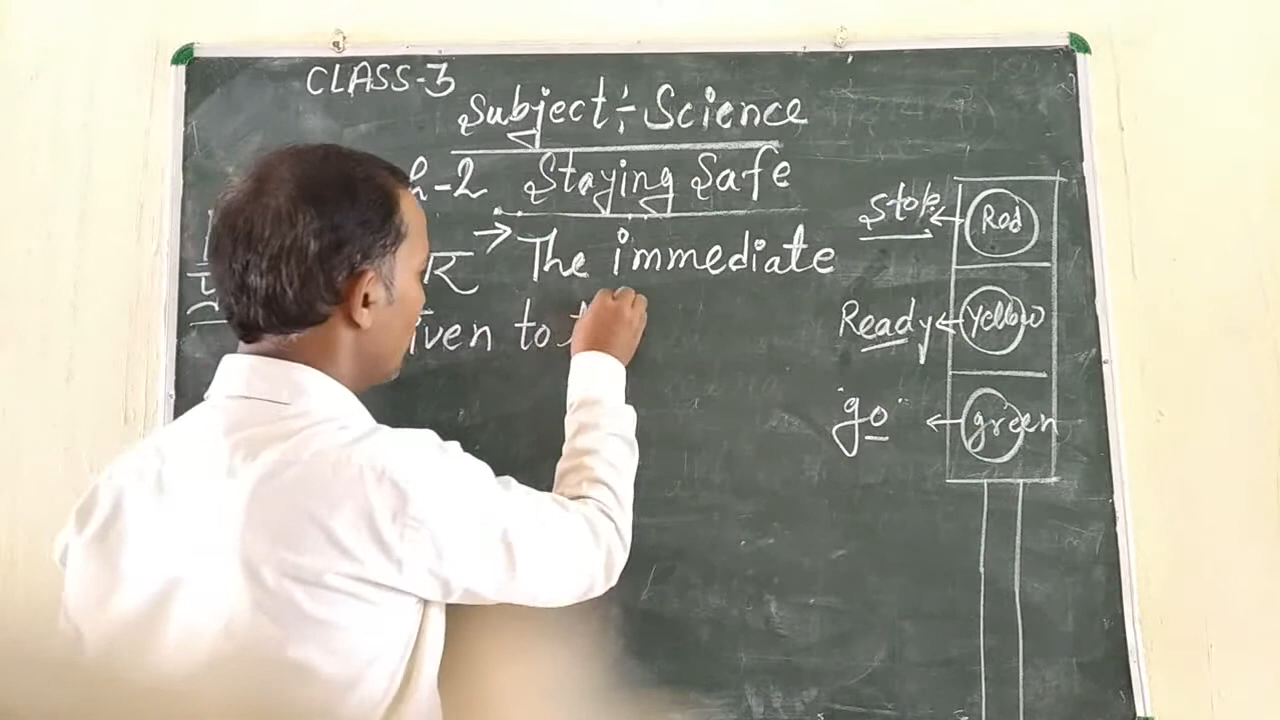 CLASS-3
Subject:- Science
-2 Staying Safe
→ The immediate
iven to
Stop ← Red
Ready ← Yellow
go ← green